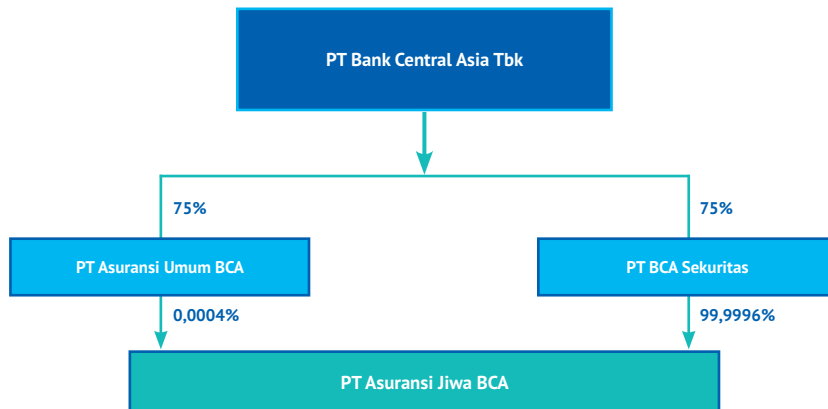 PT Bank Central Asia Tbk
75%
75%
PT Asuransi Umum BCA
PT BCA Sekuritas
0,0004%
99,9996%
PT Asuransi Jiwa BCA